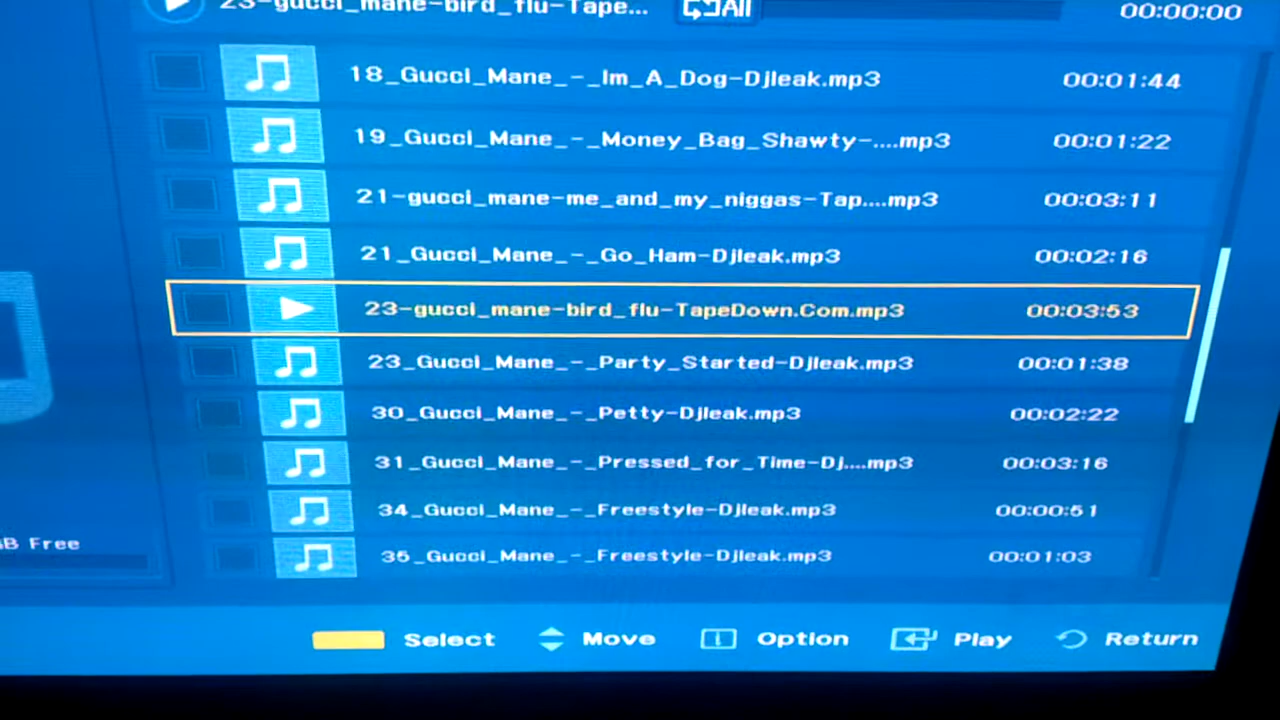 23-gucci_mane-bird_flu-Tape... All 00:00:00
18_Gucci_Mane_-_Im_A_Dog-Djleak.mp3 00:01:44
19_Gucci_Mane_-_Money_Bag_Shawty-....mp3 00:01:22
21-gucci_mane-me_and_my_niggas-Tap....mp3 00:03:11
21_Gucci_Mane_-_Go_Ham-Djleak.mp3 00:02:16
23-gucci_mane-bird_flu-TapeDown.Com.mp3 00:03:53
23_Gucci_Mane_-_Party_Started-Djleak.mp3 00:01:38
30_Gucci_Mane_-_Petty-Djleak.mp3 00:02:22
31_Gucci_Mane_-_Pressed_for_Time-Dj....mp3 00:03:16
34_Gucci_Mane_-_Freestyle-Djleak.mp3 00:00:51
35_Gucci_Mane_-_Freestyle-Djleak.mp3 00:01:03
B Free
Select Move Option Play Return